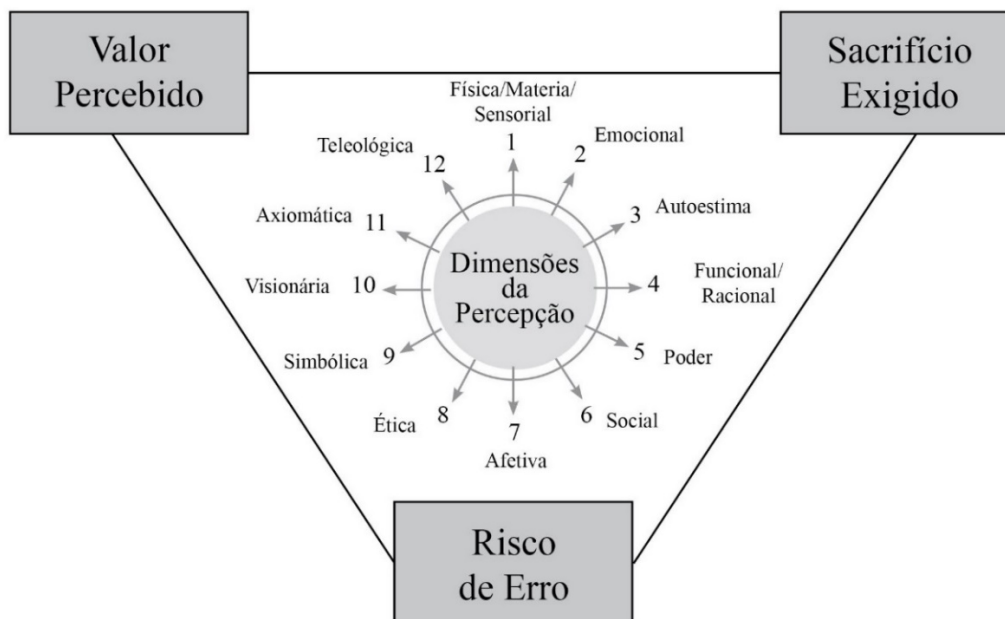 Valor
Percebido
Sacrifício
Exigido
Física/Materia/
Sensorial
1
Emocional
2
Autoestima
3
Funcional/
Racional
4
Poder
5
Social
6
7
Afetiva
8
Ética
Simbólica 9
Visionária 10
Axiomática 11
Teleológica 12
Dimensões
da
Percepção
Risco
de Erro